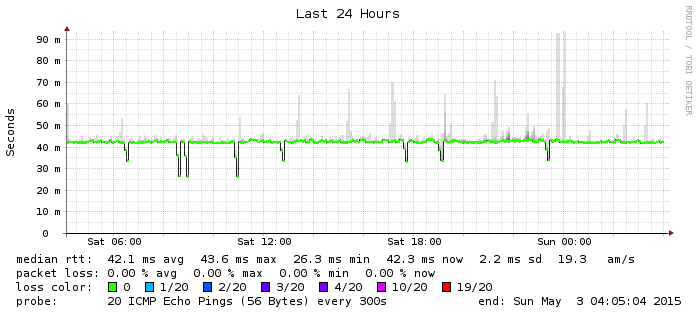 Last 24 Hours
RRDTOOL / TOBI OETIKER
Seconds
90 m
80 m
70 m
60 m
50 m
40 m
30 m
20 m
10 m
0
Sat 06:00 Sat 12:00 Sat 18:00 Sun 00:00
median rtt: 42.1 ms avg 43.6 ms max 26.3 ms min 42.3 ms now 2.2 ms sd 19.3 am/s
packet loss: 0.00 % avg 0.00 % max 0.00 % min 0.00 % now
loss color: 0 1/20 2/20 3/20 4/20 10/20 19/20
probe: 20 ICMP Echo Pings (56 Bytes) every 300s end: Sun May 3 04:05:04 2015